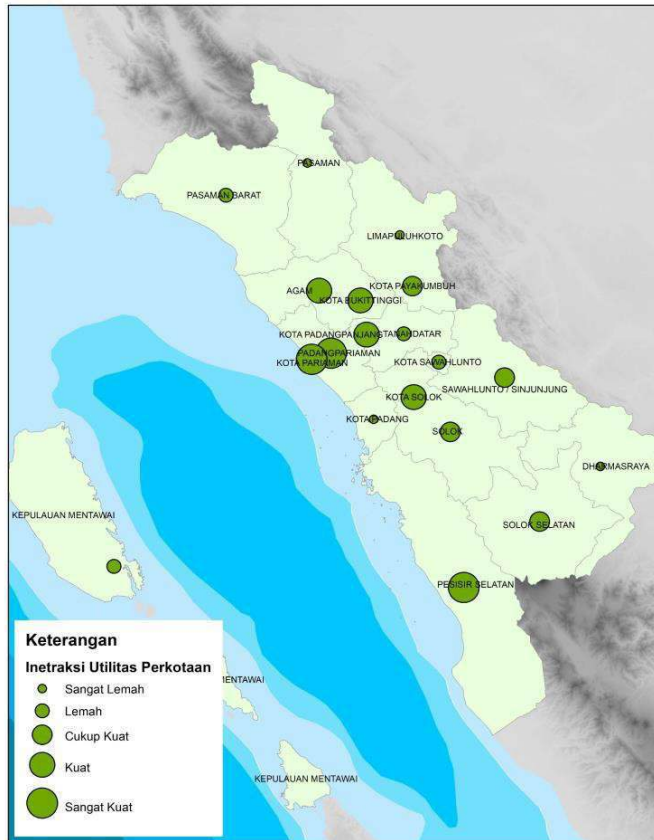 PASAMAN
PASAMAN BARAT
LIMAPULUHKOTO
AGAM
KOTA PAYAKUMBUH
KOTA BUKITTINGGI
KOTA PADANGPANJANG
TANAHDATAR
PADANGPARIAMAN
KOTA PARIAMAN
KOTA SAWAHLUNTO
SAWAHLUNTO / SINJUNJUNG
KOTA SOLOK
KOTA PADANG
SOLOK
DHARMASRAYA
KEPULAUAN MENTAWAI
SOLOK SELATAN
PESISIR SELATAN
Keterangan
Inetraksi Utilitas Perkotaan
Sangat Lemah
Lemah
Cukup Kuat
Kuat
Sangat Kuat
MENTAWAI
KEPULAUAN MENTAWAI